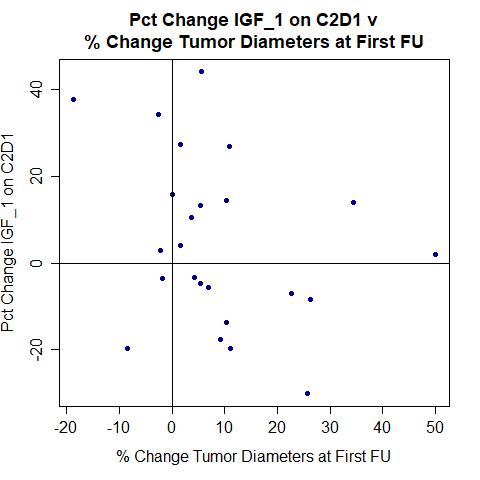 Pct Change IGF_1 on C2D1 v
% Change Tumor Diameters at First FU
Pct Change IGF_1 on C2D1
40
20
0
-20
-20 -10 0 10 20 30 40 50
% Change Tumor Diameters at First FU